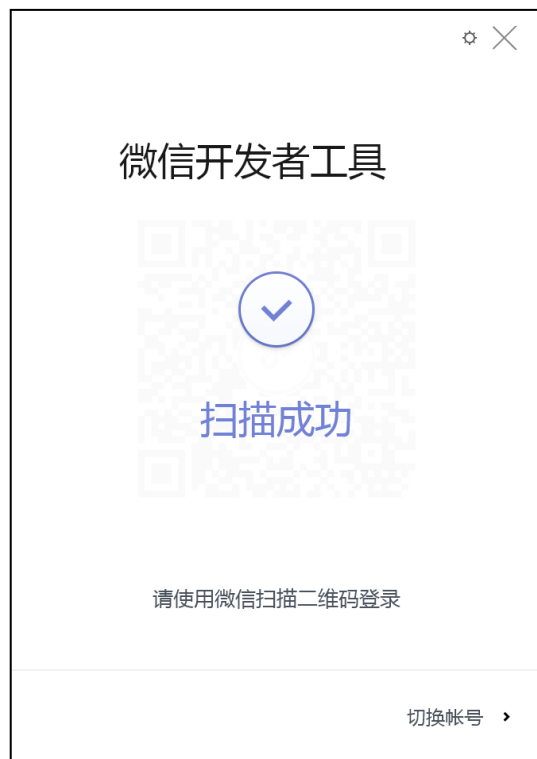 微信开发者工具
扫描成功
请使用微信扫描二维码登录
切换帐号